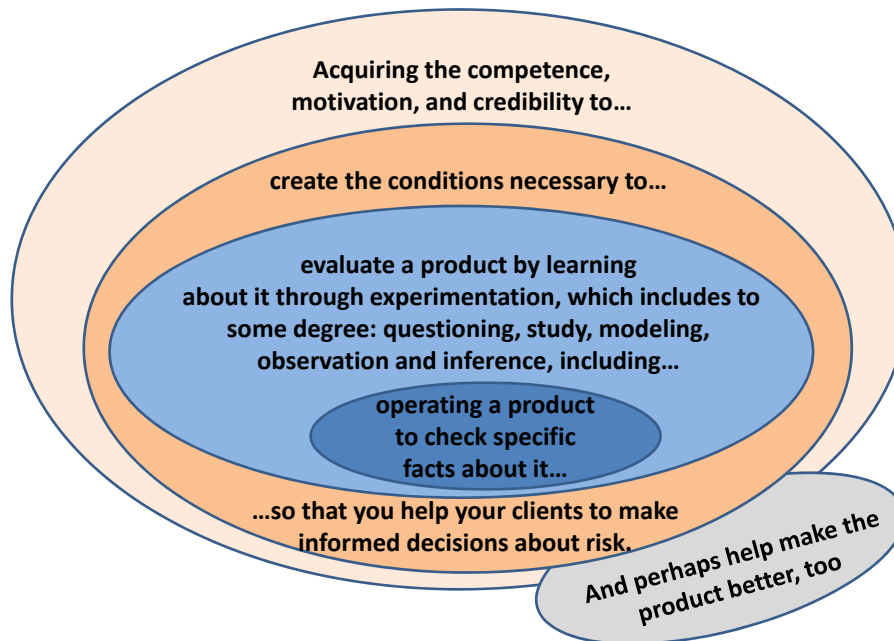 Acquiring the competence,
motivation, and credibility to…
create the conditions necessary to…
evaluate a product by learning
about it through experimentation, which includes to
some degree: questioning, study, modeling,
observation and inference, including…
operating a product
to check specific
facts about it…
…so that you help your clients to make
informed decisions about risk.
And perhaps help make the
product better, too